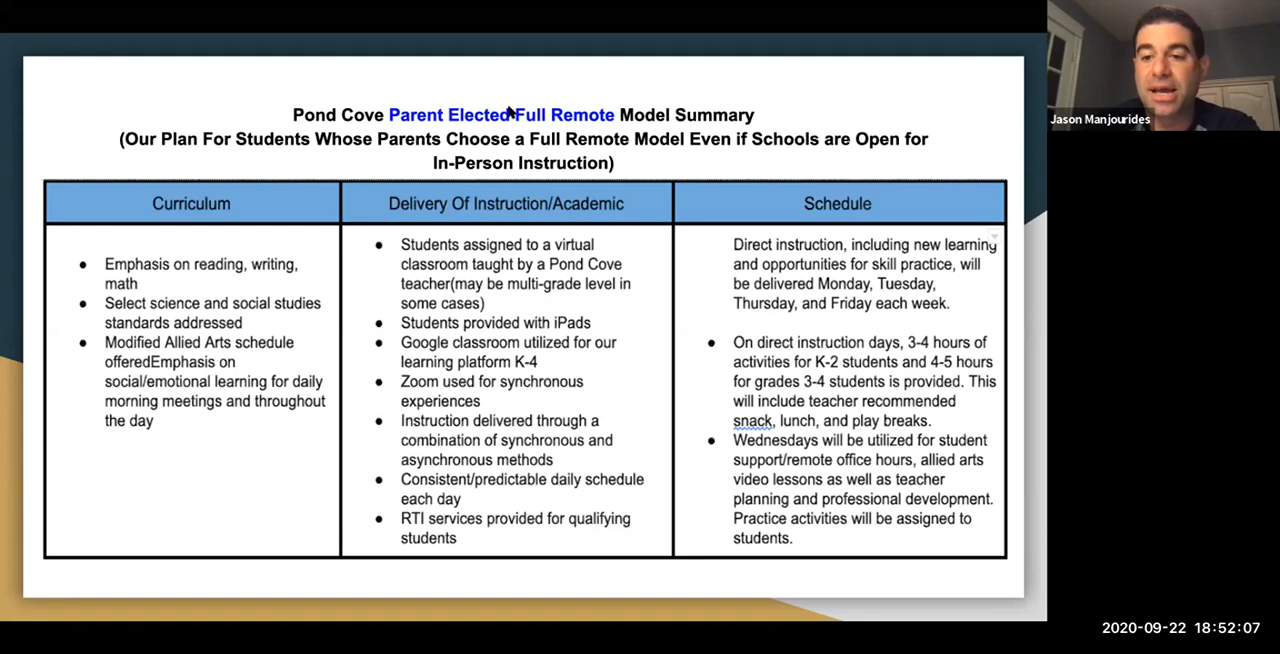 Pond Cove Parent Elected Full Remote Model Summary
(Our Plan For Students Whose Parents Choose a Full Remote Model Even if Schools are Open for
In-Person Instruction)
Curriculum
Delivery Of Instruction/Academic
Schedule
● Emphasis on reading, writing,
math
● Select science and social studies
standards addressed
● Modified Allied Arts schedule
offeredEmphasis on
social/emotional learning for daily
morning meetings and throughout
the day
● Students assigned to a virtual
classroom taught by a Pond Cove
teacher(may be multi-grade level in
some cases)
● Students provided with iPads
● Google classroom utilized for our
learning platform K-4
● Zoom used for synchronous
experiences
● Instruction delivered through a
combination of synchronous and
asynchronous methods
● Consistent/predictable daily schedule
each day
● RTI services provided for qualifying
students
Direct instruction, including new learning
and opportunities for skill practice, will
be delivered Monday, Tuesday,
Thursday, and Friday each week.
● On direct instruction days, 3-4 hours of
activities for K-2 students and 4-5 hours
for grades 3-4 students is provided. This
will include teacher recommended
snack, lunch, and play breaks.
● Wednesdays will be utilized for student
support/remote office hours, allied arts
video lessons as well as teacher
planning and professional development.
Practice activities will be assigned to
students.
Jason Manjourides
2020-09-22 18:52:07